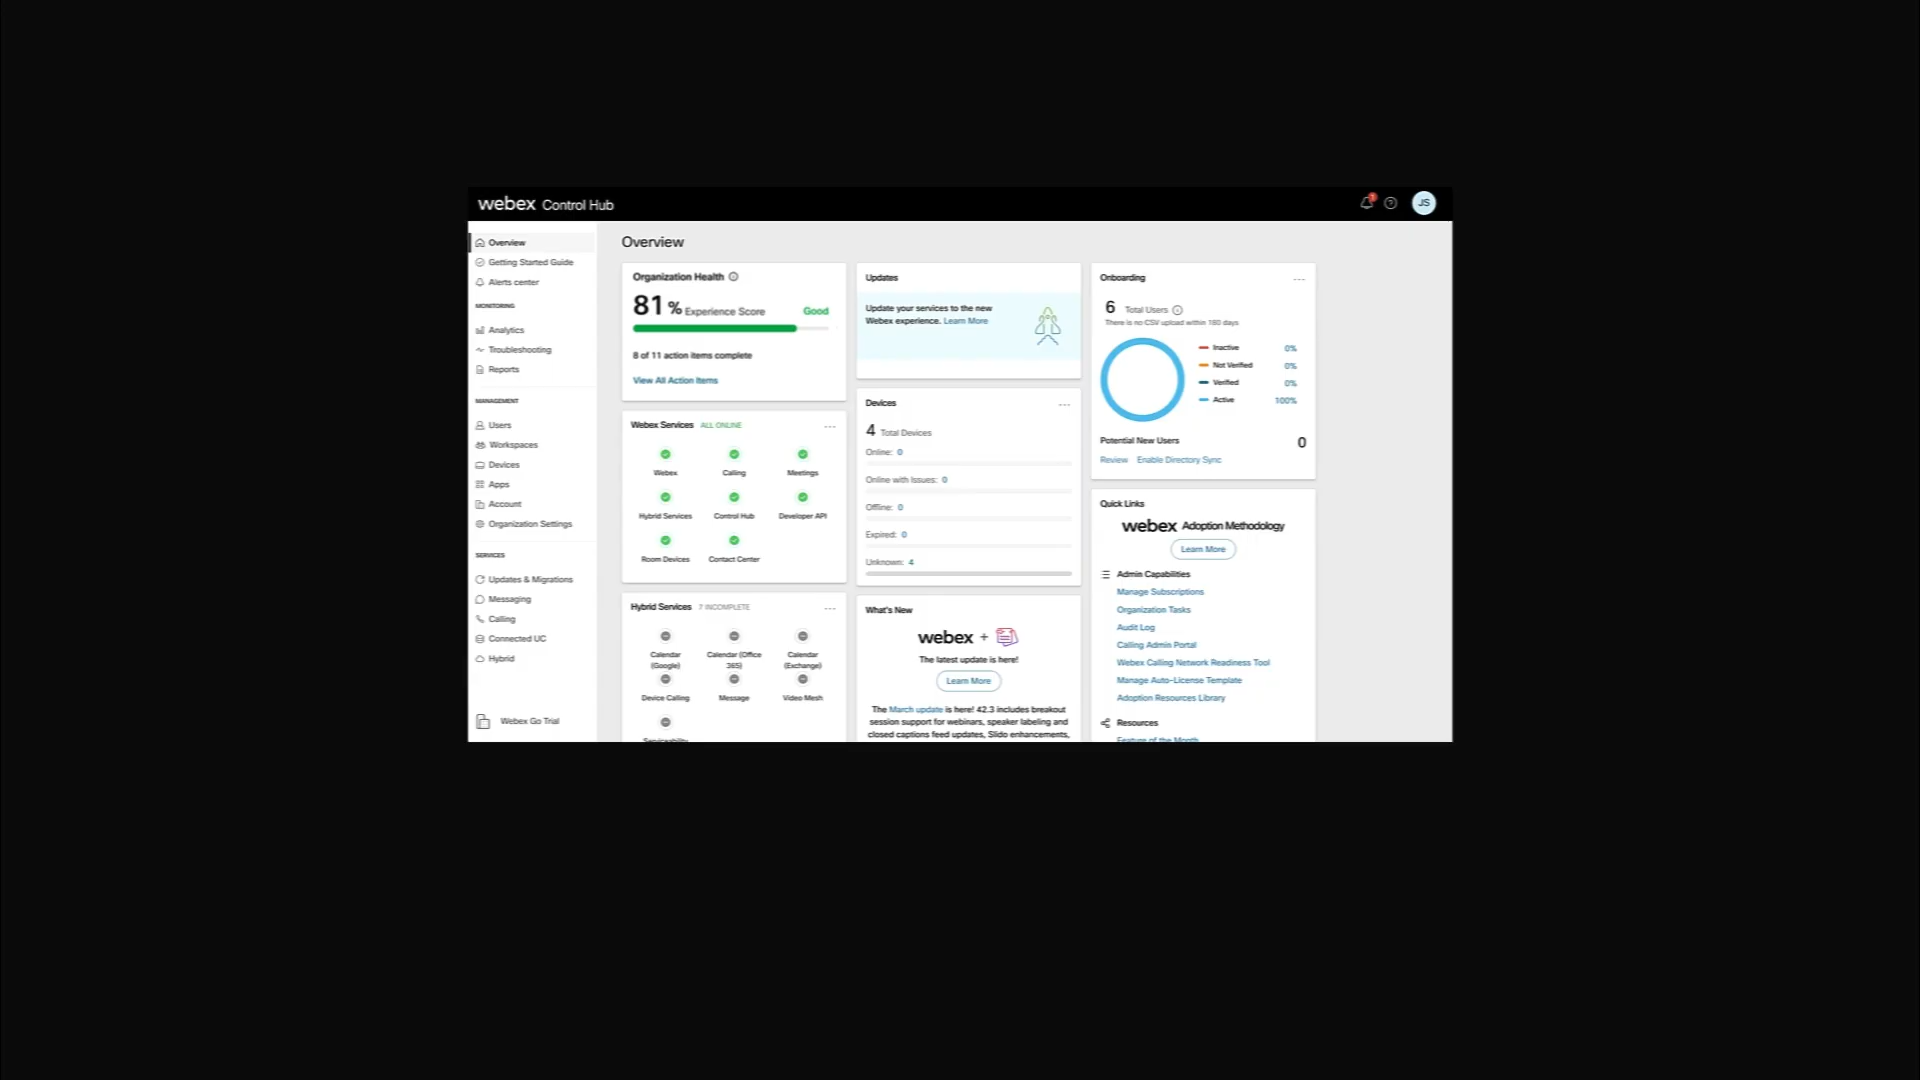 webex Control Hub
JS
Overview
Getting Started Guide
Alerts center
MONITORING
Analytics
Troubleshooting
Reports
MANAGEMENT
Users
Workspaces
Devices
Apps
Account
Organization Settings
SERVICES
Updates & Migrations
Messaging
Calling
Connected UC
Hybrid
Webex Go Trial
Overview
Organization Health
81% Experience Score Good
8 of 11 action items complete
View All Action Items
Webex Services ALL ONLINE
Webex Calling Meetings
Hybrid Services Control Hub Developer API
Room Devices Contact Center
Hybrid Services 7 INCOMPLETE
Calendar (Google)
Calendar (Office 365)
Calendar (Exchange)
Device Calling Message Video Mesh
Serviceability
Updates
Update your services to the new
Webex experience. Learn More
Devices
4 Total Devices
Online: 0
Online with Issues: 0
Offline: 0
Expired: 0
Unknown: 4
What's New
webex +
The latest update is here!
Learn More
The March update is here! 42.3 includes breakout
session support for webinars, speaker labeling and
closed captions feed updates, Slido enhancements,
Onboarding
6 Total Users
There is no CSV upload within 180 days
Inactive 0%
Not Verified 0%
Verified 0%
Active 100%
Potential New Users 0
Review Enable Directory Sync
Quick Links
webex Adoption Methodology
Learn More
Admin Capabilities
Manage Subscriptions
Organization Tasks
Audit Log
Calling Admin Portal
Webex Calling Network Readiness Tool
Manage Auto-License Template
Adoption Resources Library
Resources
Feature of the Month